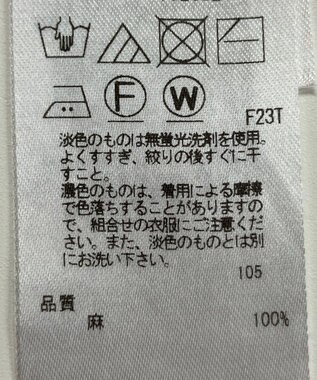 F
W
F23T
淡色のものは無蛍光洗剤を使用。
よくすすぎ、絞りの後すぐに干
すこと。
濃色のものは、着用による摩擦
で色落ちすることがありますの
で、組合せの衣服にご注意くだ
さい。また、淡色のものとは別
にお洗い下さい。
105
品質
麻 100%